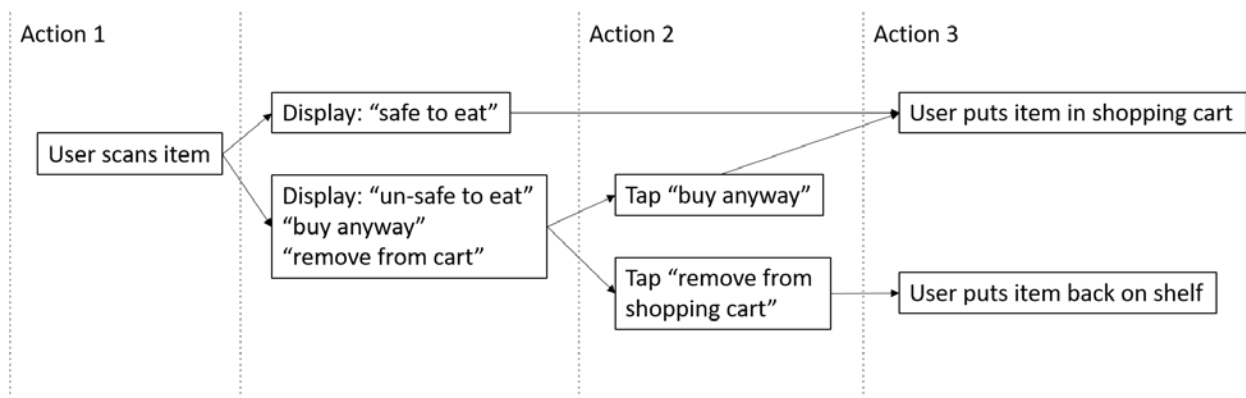 Action 1
Action 2
Action 3
User scans item
Display: “safe to eat”
Display: “un-safe to eat”
“buy anyway”
“remove from cart”
Tap “buy anyway”
Tap “remove from
shopping cart”
User puts item in shopping cart
User puts item back on shelf